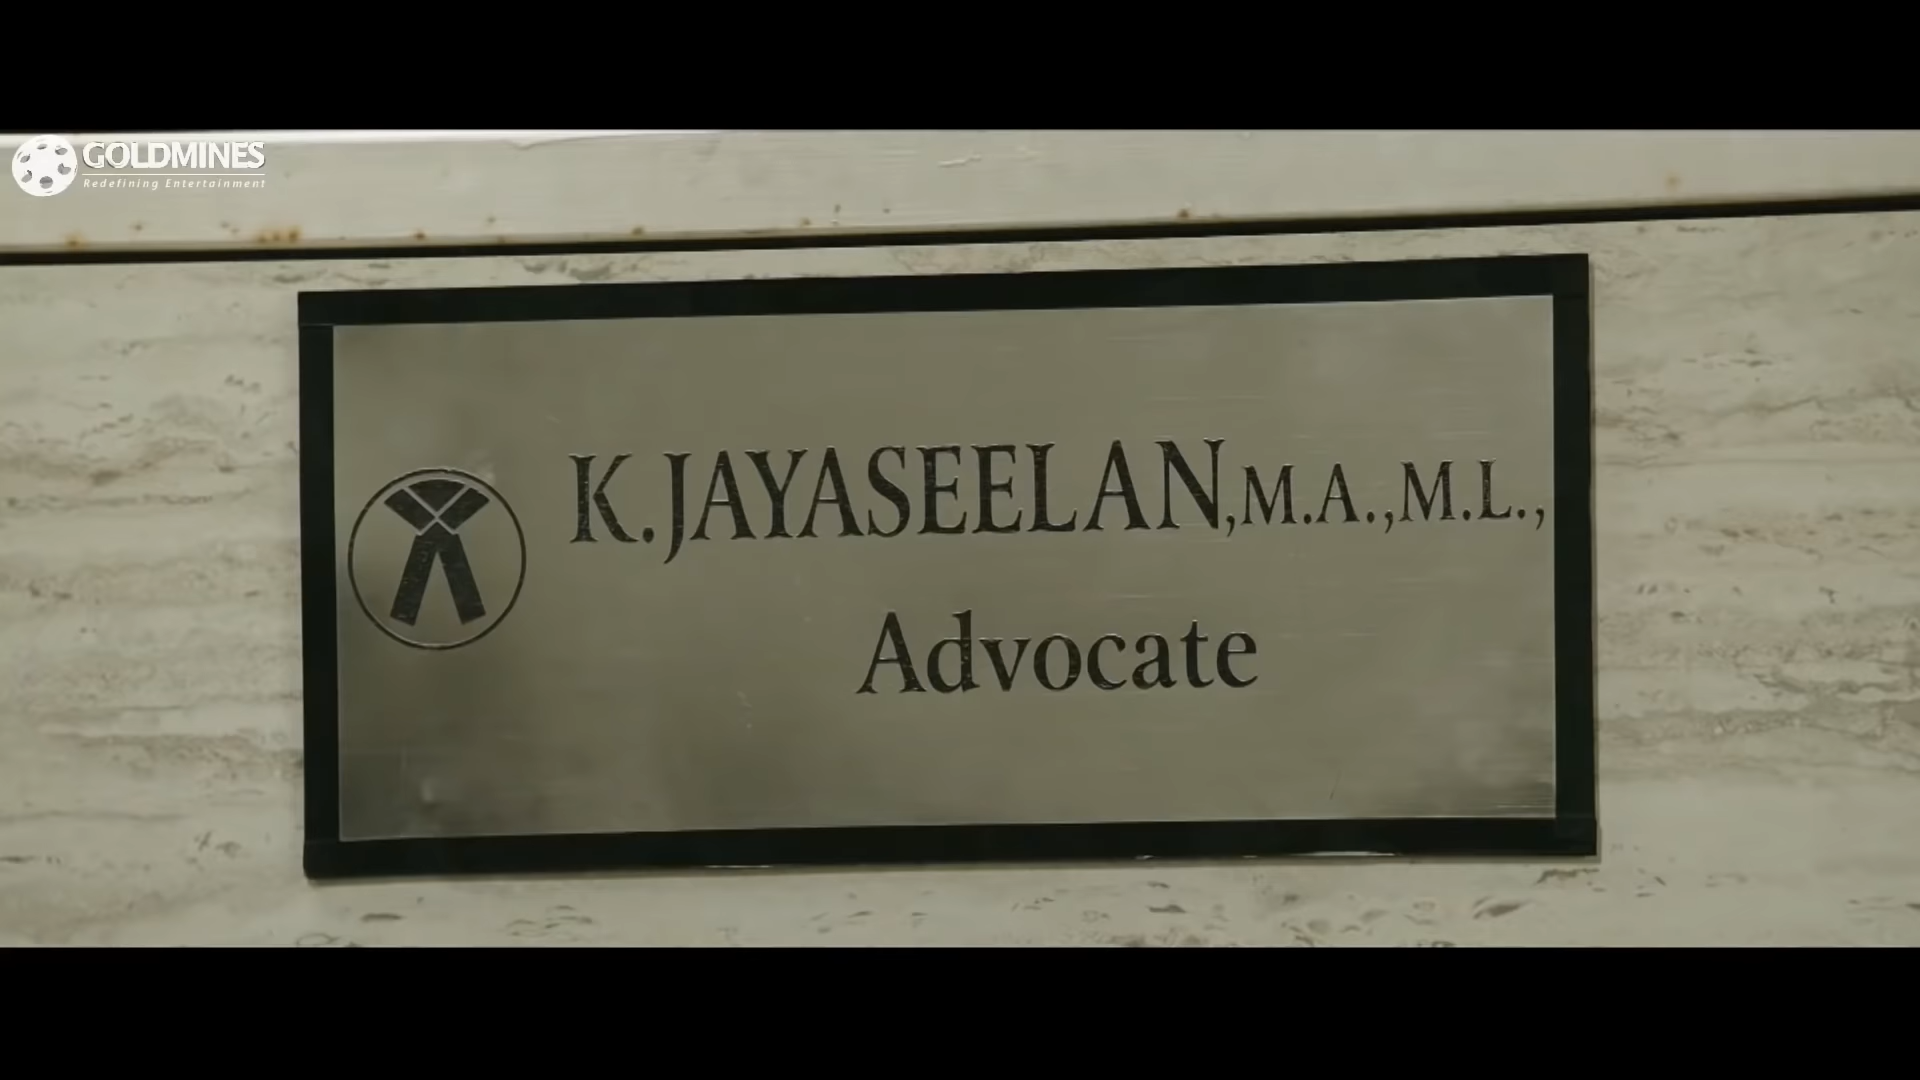 GOLDMINES
Redefining Entertainment
K.JAYASEELAN,M.A.,M.L.,
Advocate